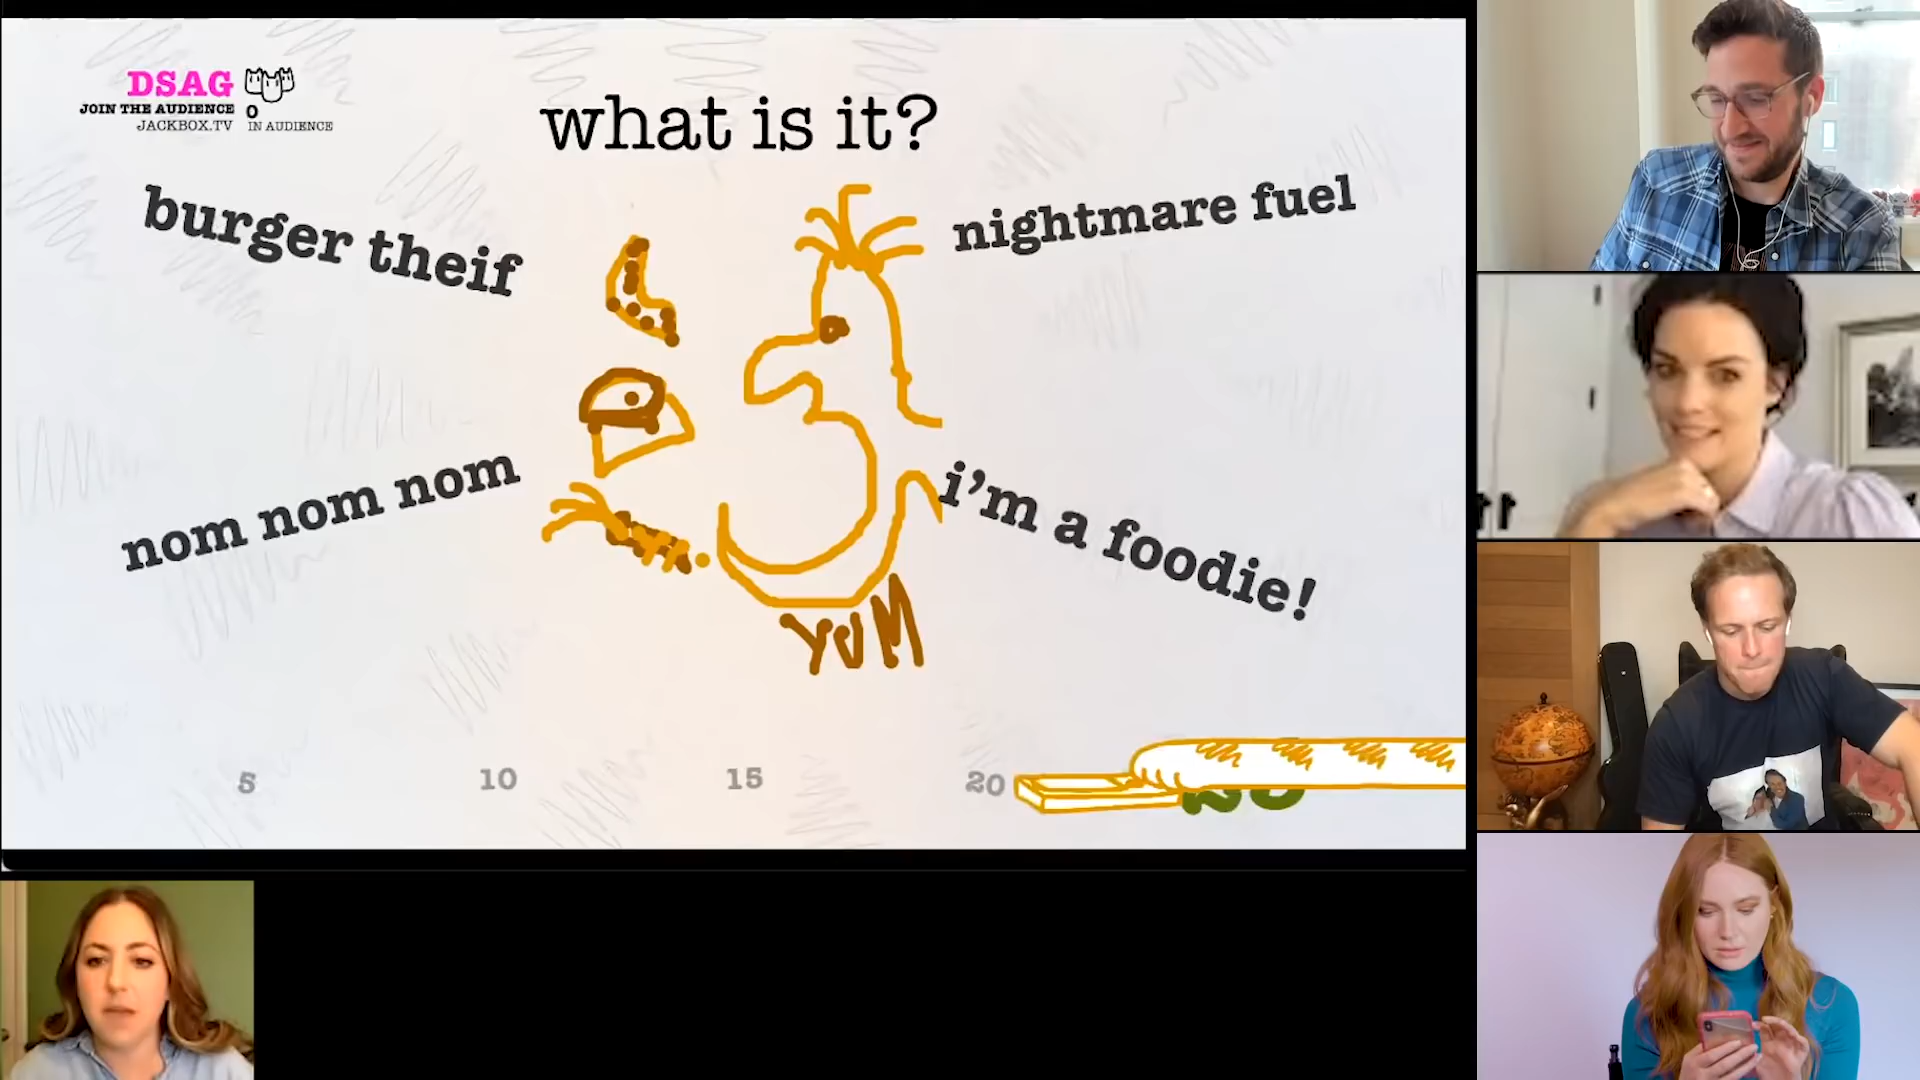 DSAG
JOIN THE AUDIENCE
JACKBOX.TV
0
IN AUDIENCE
what is it?
burger theif
nightmare fuel
nom nom nom
i'm a foodie!
YUM
5
10
15
20